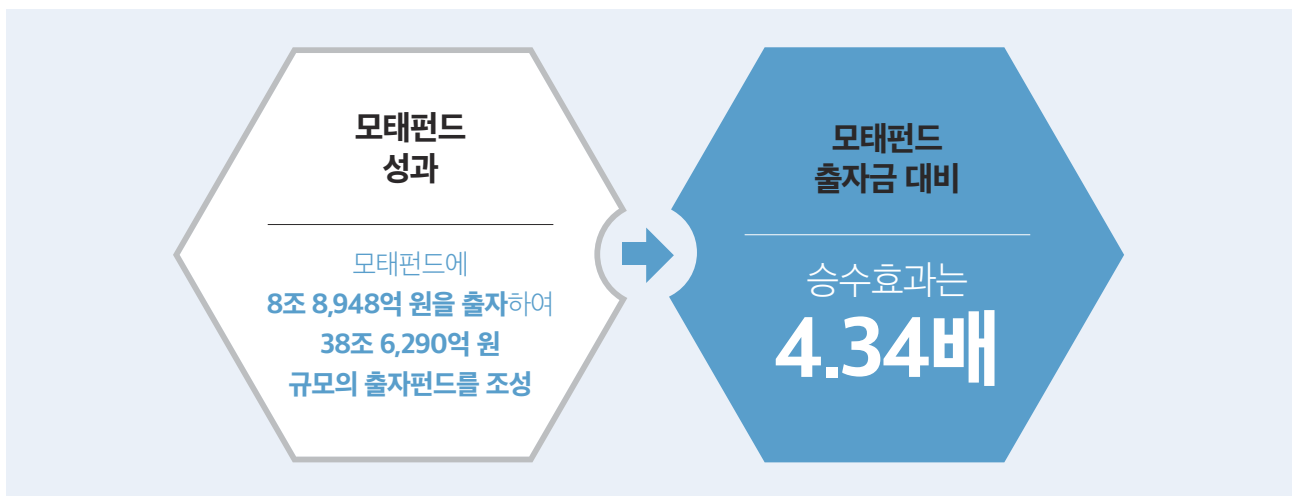 모태펀드
성과
모태펀드에
8조 8,948억 원을 출자하여
38조 6,290억 원
규모의 출자펀드를 조성
모태펀드
출자금 대비
승수효과는
4.34배